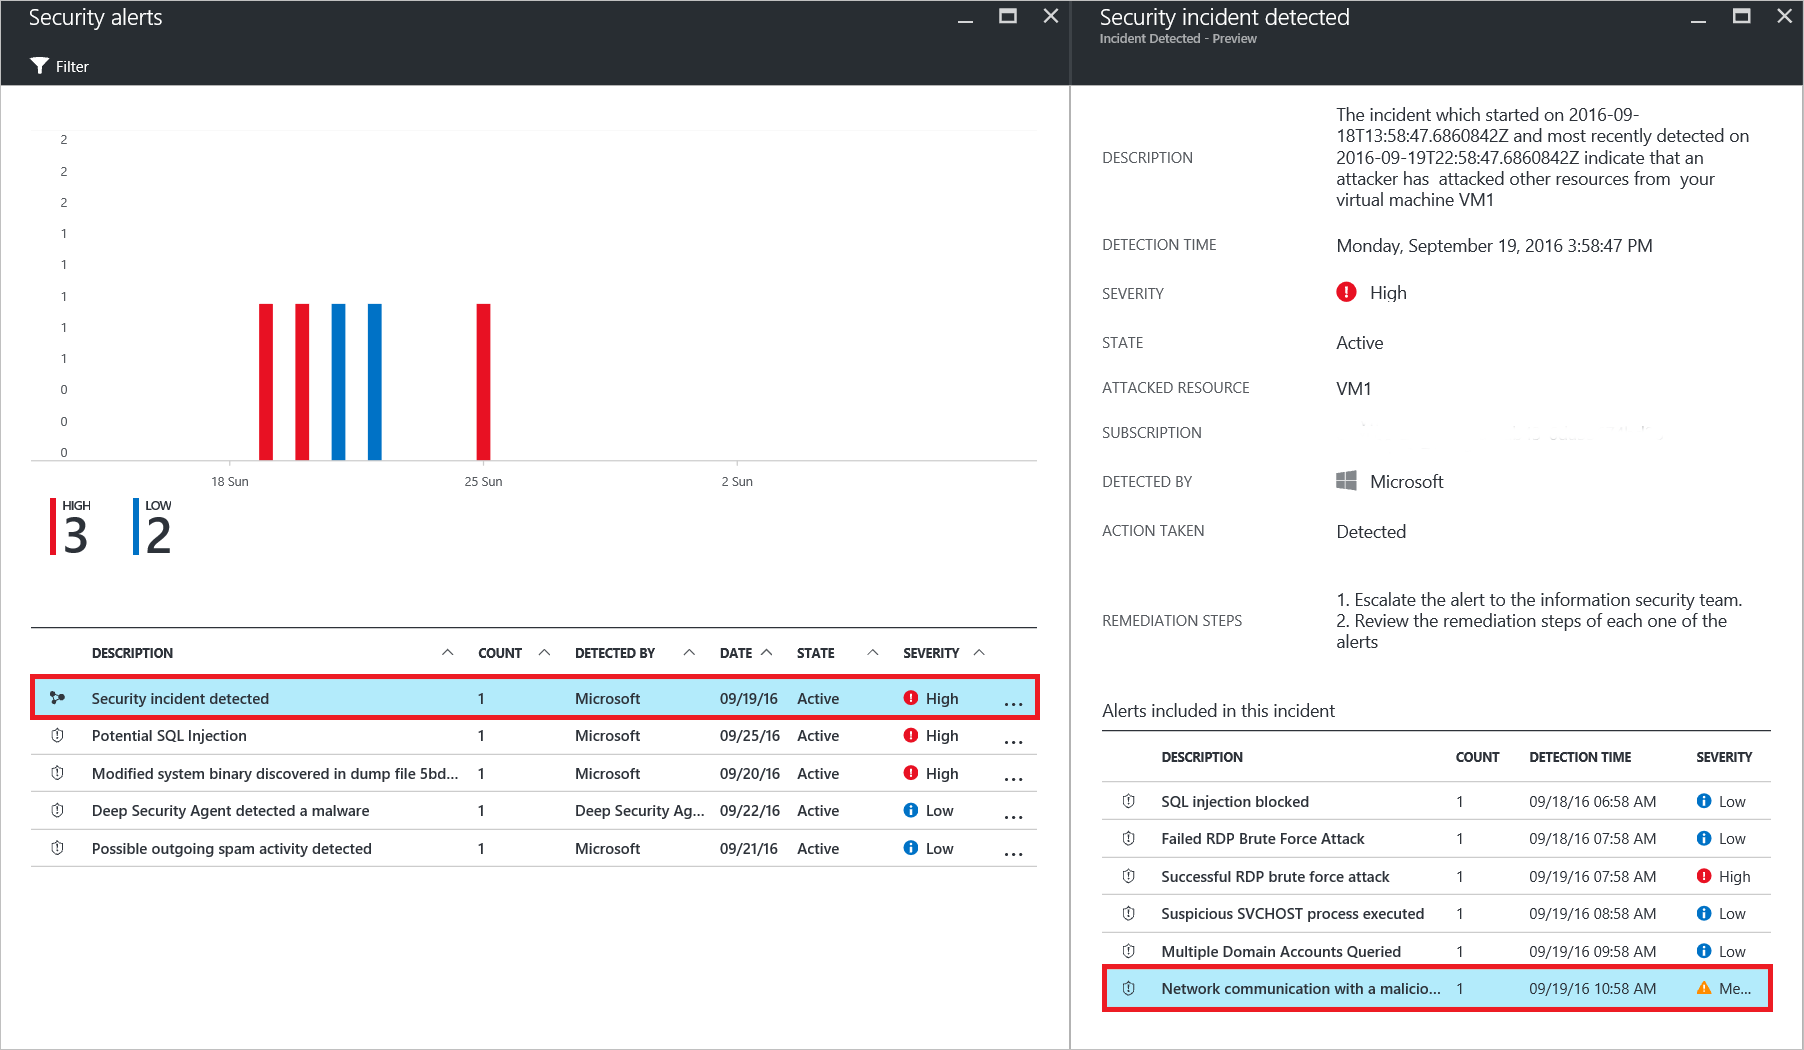 Security alerts
Filter
2
2
2
1
1
1
1
1
0
0
0
18 Sun 25 Sun 2 Sun
HIGH
3
LOW
2
DESCRIPTION COUNT DETECTED BY DATE STATE SEVERITY
Security incident detected 1 Microsoft 09/19/16 Active High ...
Potential SQL Injection 1 Microsoft 09/25/16 Active High ...
Modified system binary discovered in dump file 5bd... 1 Microsoft 09/20/16 Active High ...
Deep Security Agent detected a malware 1 Deep Security Ag... 09/22/16 Active Low ...
Possible outgoing spam activity detected 1 Microsoft 09/21/16 Active Low ...
Security incident detected
Incident Detected - Preview
DESCRIPTION
The incident which started on 2016-09-
18T13:58:47.6860842Z and most recently detected on
2016-09-19T22:58:47.6860842Z indicate that an
attacker has attacked other resources from your
virtual machine VM1
DETECTION TIME Monday, September 19, 2016 3:58:47 PM
SEVERITY High
STATE Active
ATTACKED RESOURCE VM1
SUBSCRIPTION
DETECTED BY Microsoft
ACTION TAKEN Detected
REMEDIATION STEPS
1. Escalate the alert to the information security team.
2. Review the remediation steps of each one of the
alerts
Alerts included in this incident
DESCRIPTION COUNT DETECTION TIME SEVERITY
SQL injection blocked 1 09/18/16 06:58 AM Low
Failed RDP Brute Force Attack 1 09/18/16 07:58 AM Low
Successful RDP brute force attack 1 09/19/16 07:58 AM High
Suspicious SVCHOST process executed 1 09/19/16 08:58 AM Low
Multiple Domain Accounts Queried 1 09/19/16 09:58 AM Low
Network communication with a malicio... 1 09/19/16 10:58 AM Me...